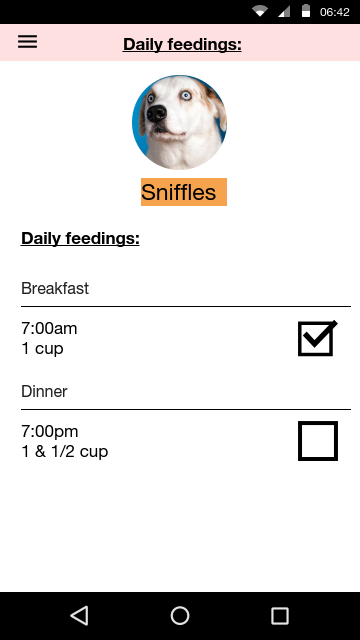 06:42
Daily feedings:
Sniffles
Daily feedings:
Breakfast
7:00am
1 cup
Dinner
7:00pm
1 & 1/2 cup